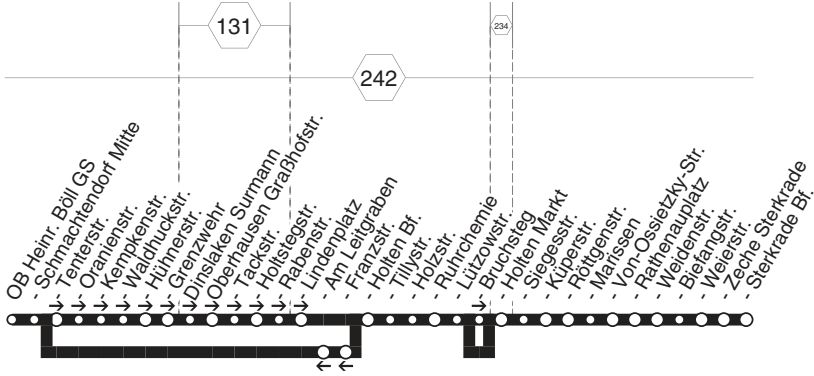 131
234
242
OB Heinr. Böll GS
- Schmachtendorf Mitte
- Tenterstr.
- Oranienstr.
- Kempkenstr.
- Waldhuckstr.
- Hühnerstr.
- Grenzwehr
- Dinslaken Surmann
- Oberhausen Graßhofstr.
- Tackstr.
- Holtstegstr.
- Rabenstr.
- Lindenplatz
- Am Leitgraben
- Franzstr.
- Holten Bf.
- Tillystr.
- Holzstr.
- Ruhrchemie
- Lützowstr.
- Bruchsteg
- Holten Markt
- Siegesstr.
- Küperstr.
- Röttgenstr.
- Marissen
- Von-Ossietzky-Str.
- Rathenauplatz
- Weidenstr.
- Biefangstr.
- Weierstr.
- Zeche Sterkrade
- Sterkrade Bf.